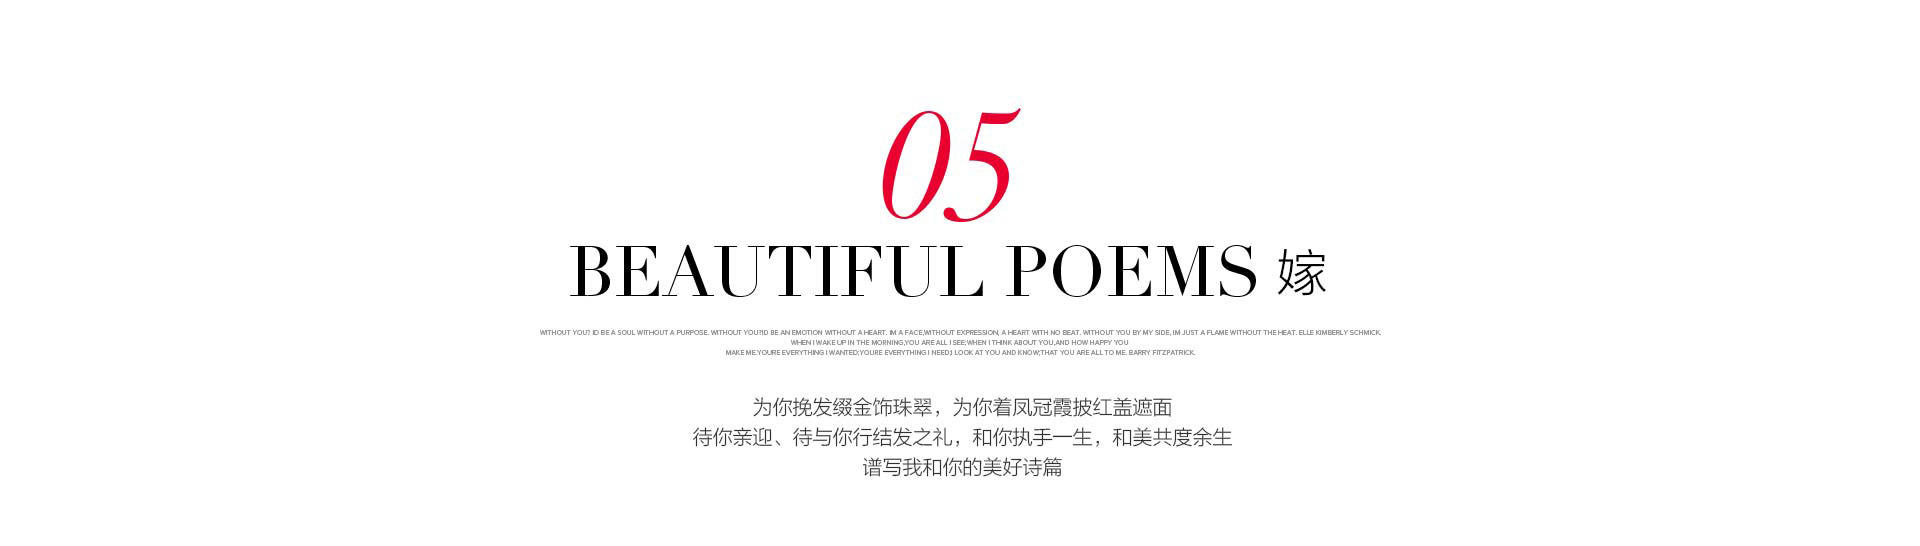 05
BEAUTIFUL POEMS 嫁
WITHOUT YOU? ID BE A SOUL WITHOUT A PURPOSE. WITHOUT YOU?ID BE AN EMOTION WITHOUT A HEART. IM A FACE,WITHOUT EXPRESSION, A HEART WITH NO BEAT. WITHOUT YOU BY MY SIDE, IM JUST A FLAME WITHOUT THE HEAT. ELLE KIMBERLY SCHMICK.
WHEN I WAKE UP IN THE MORNING,YOU ARE ALL I SEE;WHEN I THINK ABOUT YOU,AND HOW HAPPY YOU
MAKE ME.YOURE EVERYTHING I WANTED;YOURE EVERYTHING I NEED;I LOOK AT YOU AND KNOW;THAT YOU ARE ALL TO ME. BARRY FITZPATRICK.
为你挽发缀金饰珠翠，为你着凤冠霞披红盖遮面
待你亲迎、待与你行结发之礼，和你执手一生，和美共度余生
谱写我和你的美好诗篇